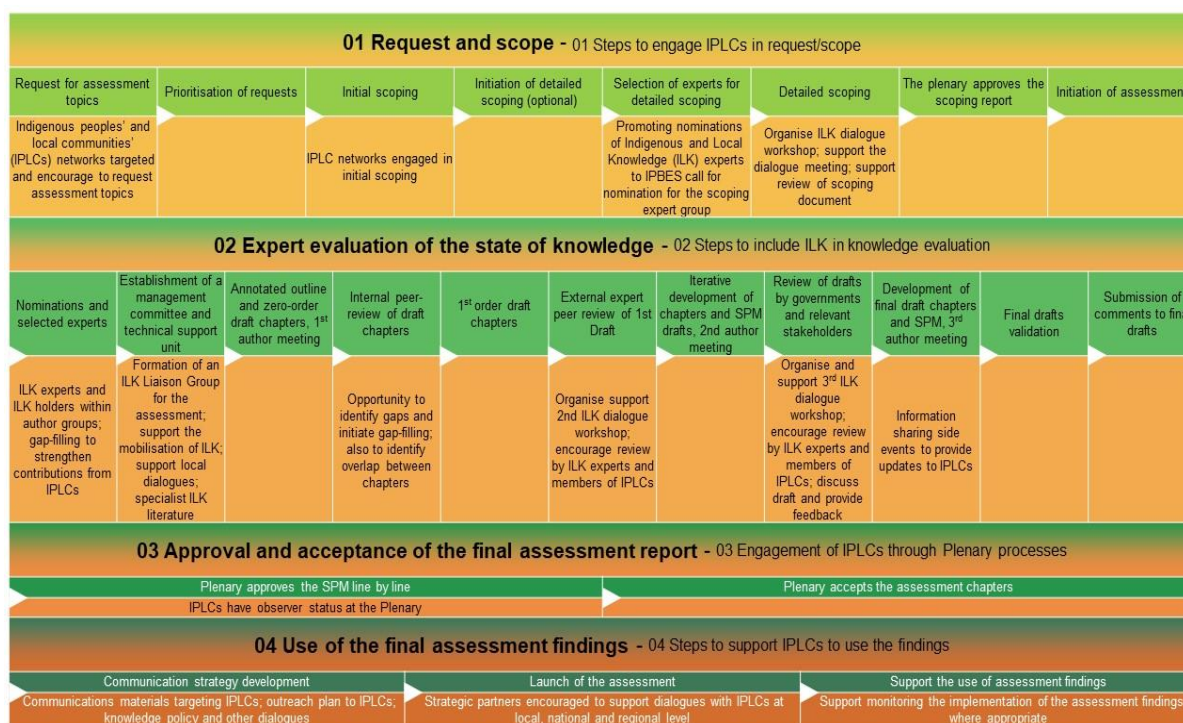 01 Request and scope - 01 Steps to engage IPLCs in request/scope
Request for assessment
topics
Prioritisation of requests
Initial scoping
Initiation of detailed
scoping (optional)
Selection of experts for
detailed scoping
Detailed scoping
The plenary approves the
scoping report
Initiation of assessmen
Indigenous peoples' and
local communities'
(IPLCs) networks targeted
and encourage to request
assessment topics
IPLC networks engaged in
initial scoping
Promoting nominations
of Indigenous and Local
Knowledge (ILK) experts
to IPBES call for
nomination for the scoping
expert group
Organise ILK dialogue
workshop; support the
dialogue meeting; support
review of scoping
document
02 Expert evaluation of the state of knowledge - 02 Steps to include ILK in knowledge evaluation
Nominations and
selected experts
Establishment of a
management
committee and
technical support
unit
Annotated outline
and zero-order
draft chapters, 1st
author meeting
Internal peer-
review of draft
chapters
1st order draft
chapters
External expert
peer review of 1st
Draft
Iterative
development of
chapters and SPM
drafts, 2nd author
meeting
Review of drafts
by governments
and relevant
stakeholders
Development of
final draft chapters
and SPM, 3rd
author meeting
Final drafts
validation
Submission of
comments to fina
drafts
ILK experts and
ILK holders within
author groups;
gap-filling to
strengthen
contributions from
IPLCs
Formation of an
ILK Liaison Group
for the
assessment;
support the
mobilisation of ILK;
support local
dialogues;
specialist ILK
literature
Opportunity to
identify gaps and
initiate gap-filling;
also to identify
overlap between
chapters
Organise support
2nd ILK dialogue
workshop;
encourage review
by ILK experts and
members of IPLCs
Organise and
support 3rd ILK
dialogue
workshop;
encourage review
by ILK experts and
members of
IPLCs; discuss
draft and provide
feedback
Information
sharing side
events to provide
updates to IPLCs
03 Approval and acceptance of the final assessment report - 03 Engagement of IPLCs through Plenary processes
Plenary approves the SPM line by line
Plenary accepts the assessment chapters
IPLCs have observer status at the Plenary
04 Use of the final assessment findings - 04 Steps to support IPLCs to use the findings
Communication strategy development
Launch of the assessment
Support the use of assessment findings
Communications materials targeting IPLCs; outreach plan to IPLCs;
knowledge policy and other dialogues
Strategic partners encouraged to support dialogues with IPLCs at
local, national and regional level
Support monitoring the implementation of the assessment findings
where appropriate